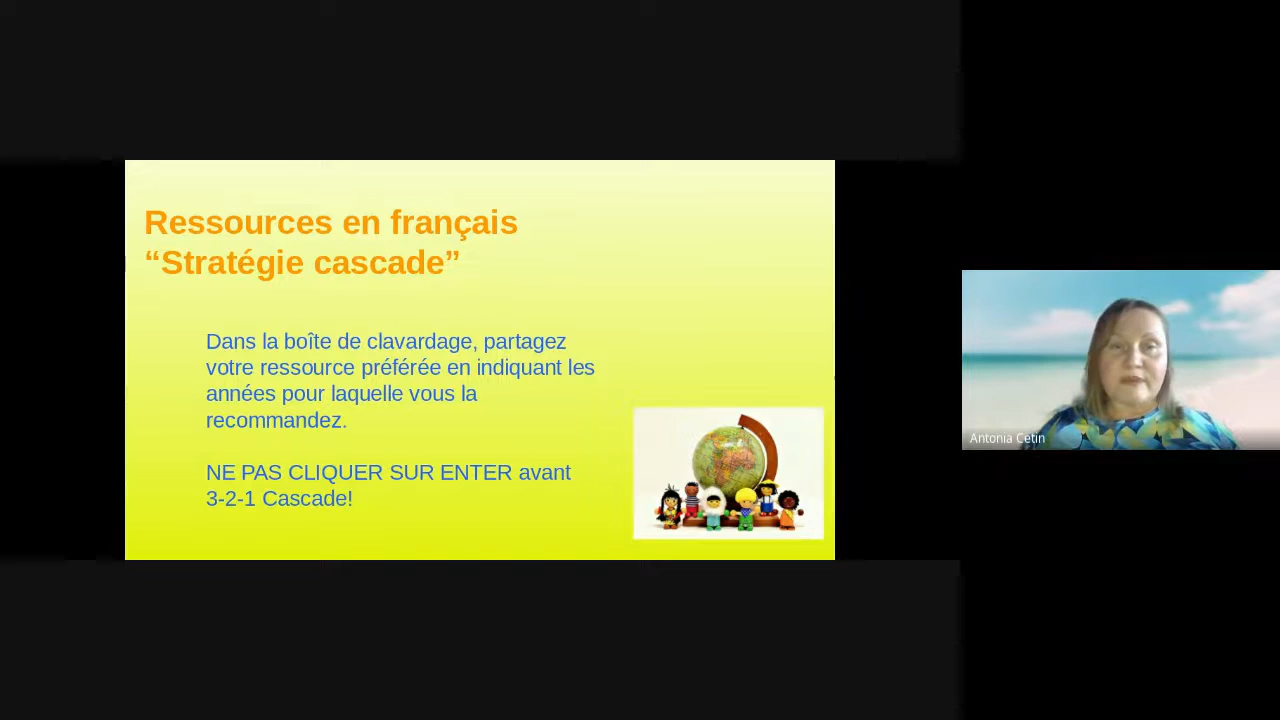 Ressources en français
“Stratégie cascade”
Dans la boîte de clavardage, partagez
votre ressource préférée en indiquant les
années pour laquelle vous la
recommandez.
NE PAS CLIQUER SUR ENTER avant
3-2-1 Cascade!
Antonia Cetin